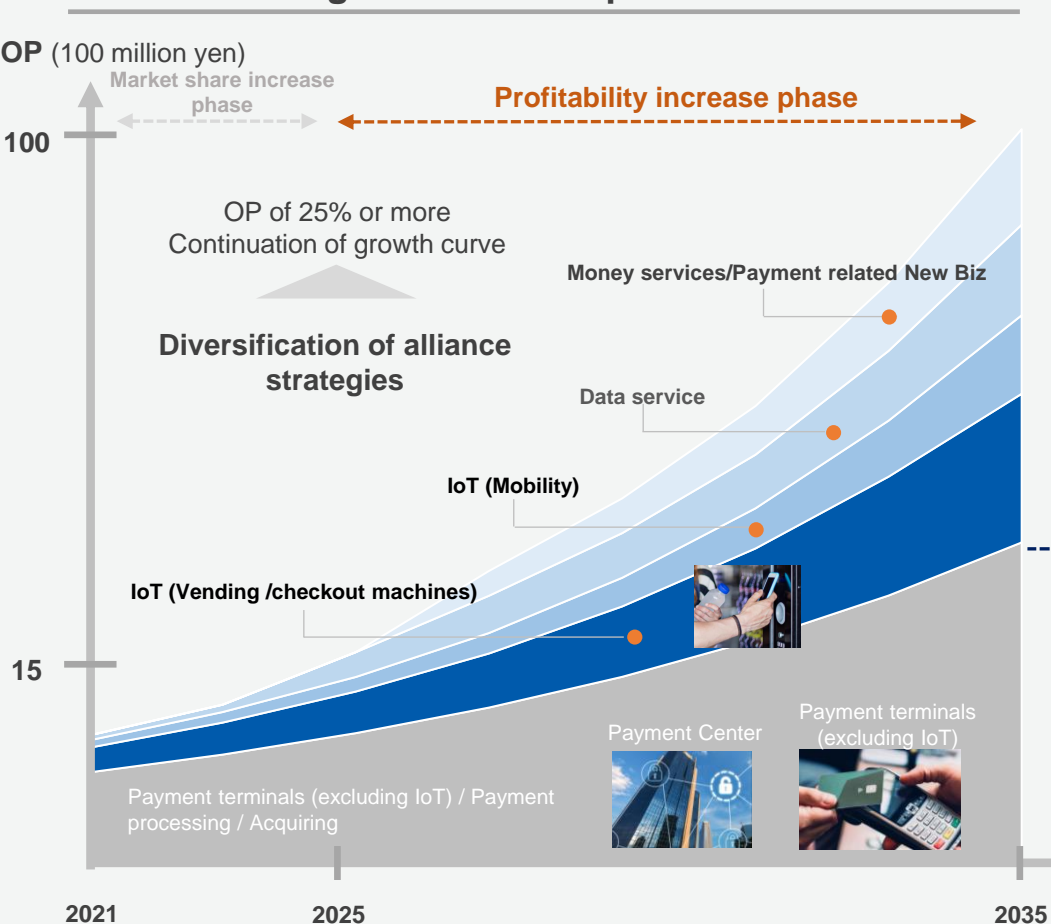 OP (100 million yen)
Market share increase
phase
Profitability increase phase
100
OP of 25% or more
Continuation of growth curve
Money services/Payment related New Biz
Diversification of alliance
strategies
Data service
IoT (Mobility)
IoT (Vending /checkout machines)
15
Payment Center
Payment terminals
(excluding IoT)
Payment terminals (excluding IoT) / Payment
processing / Acquiring
2021
2025
2035